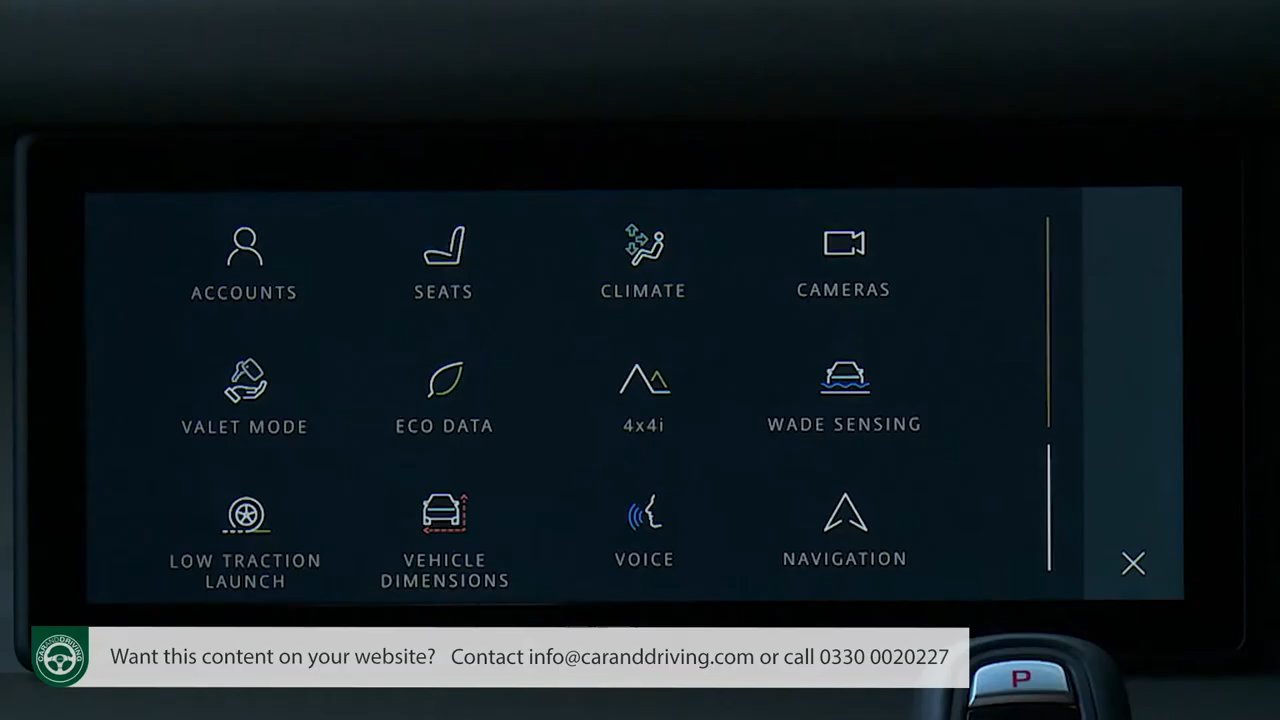 ACCOUNTS
SEATS
CLIMATE
CAMERAS
VALET MODE
ECO DATA
4x4i
WADE SENSING
LOW TRACTION
LAUNCH
VEHICLE
DIMENSIONS
VOICE
NAVIGATION
CARANDDRIVING
Want this content on your website? Contact info@caranddriving.com or call 0330 0020227
P